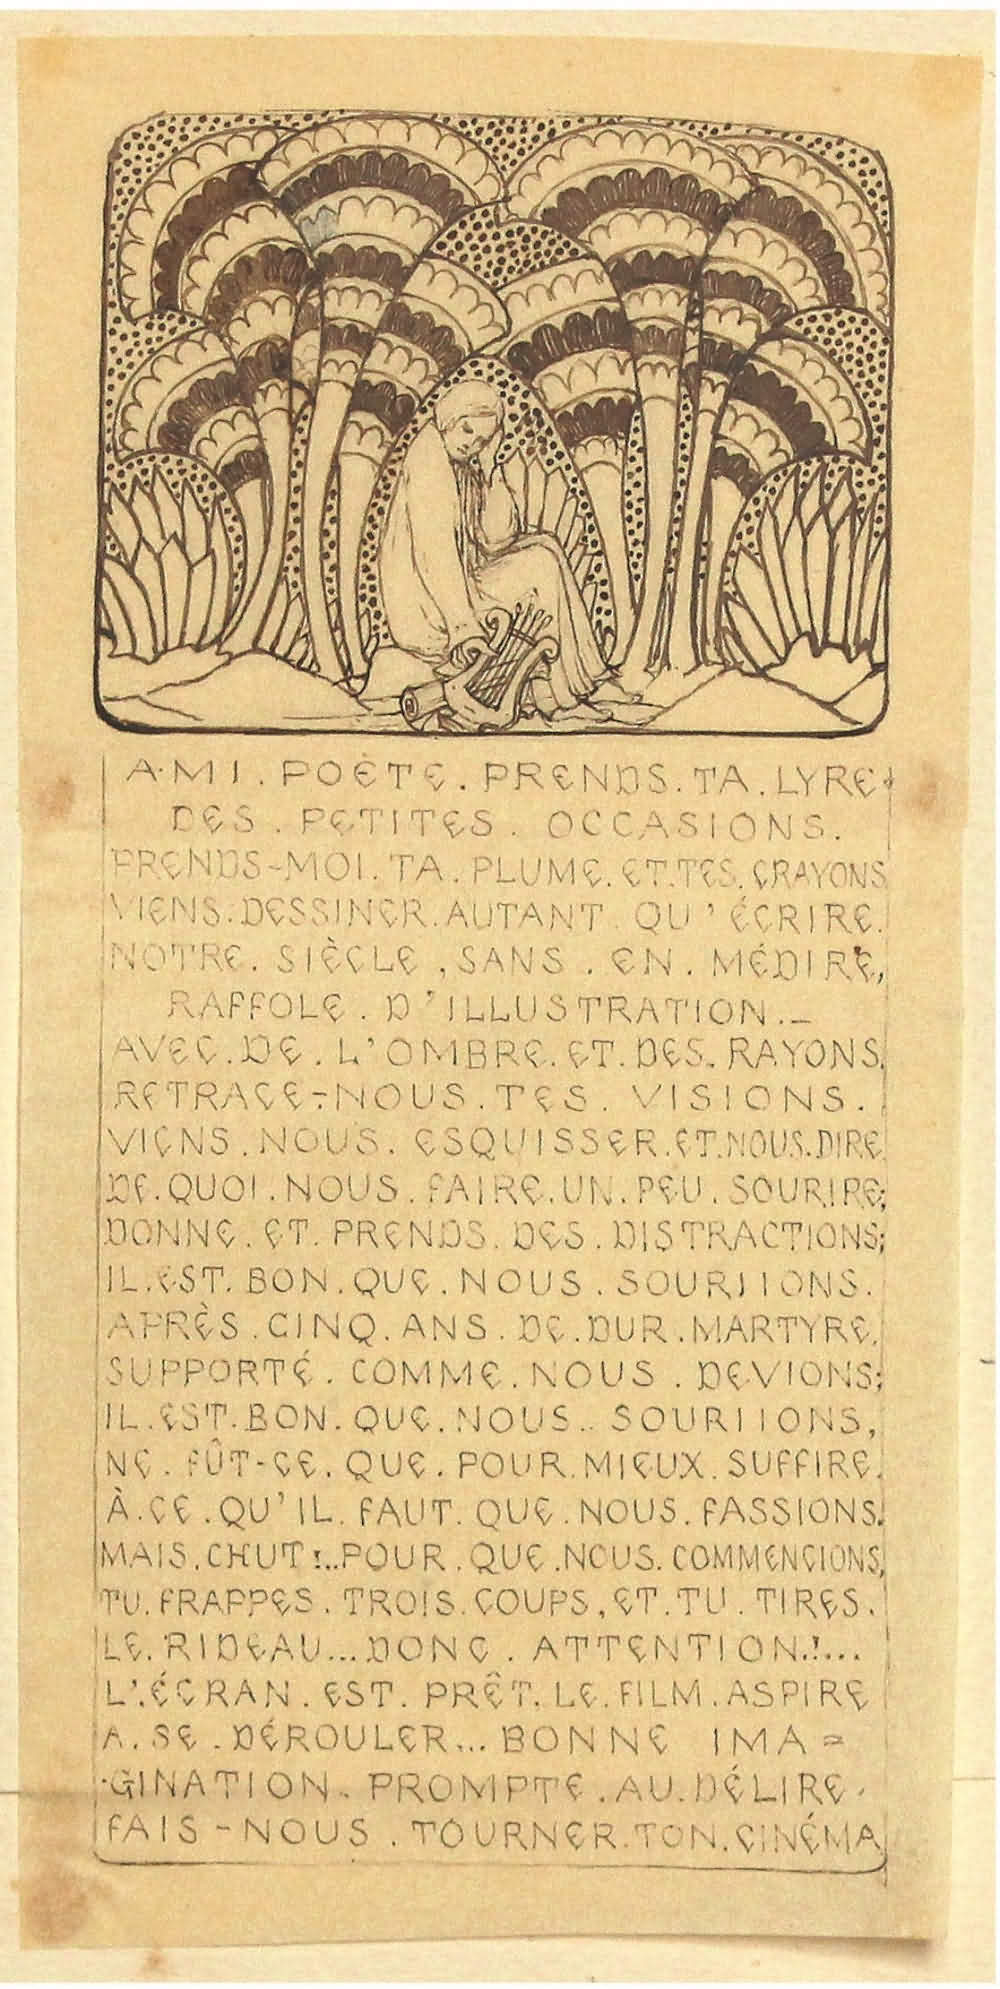 AMI. POÈTE. PRENDS. TA. LYRE.
DES. PETITES. OCCASIONS.
PRENDS-MOI. TA. PLUME. ET. TES. CRAYONS
VIENS. DESSINER. AUTANT QU'ÉCRIRE.
NOTRE. SIÈCLE, SANS. EN. MÉDIRE,
RAFFOLE. D'ILLUSTRATION._
AVEC. DE. L'OMBRE. ET. DES. RAYONS.
RETRACE-NOUS. TES. VISIONS.
VIENS. NOUS. ESQUISSER. ET. NOUS. DIRE
DE. QUOI. NOUS. FAIRE. UN. PEU. SOURIRE;
DONNE. ET. PRENDS. DES. DISTRACTIONS;
IL. EST. BON. QUE. NOUS. SOURIIONS.
APRÈS. CINQ. ANS. DE. DUR. MARTYRE.
SUPPORTÉ. COMME. NOUS. DEVIONS;
IL. EST. BON. QUE. NOUS.. SOURIIONS,
NE. FÛT-CE. QUE. POUR. MIEUX. SUFFIRE.
À. CE. QU'IL. FAUT. QUE. NOUS. FASSIONS.
MAIS. CHUT!..POUR. QUE. NOUS. COMMENCIONS,
TU. FRAPPES. TROIS. COUPS, ET. TU. TIRES.
LE. RIDEAU...DONC. ATTENTION.!...
L'ÉCRAN. EST. PRÊT. LE. FILM. ASPIRE
A. SE. DÉROULER... BONNE IMA=
GINATION. PROMPTE. AU. DÉLIRE.
FAIS-NOUS. TOURNER. TON. CINÉMA